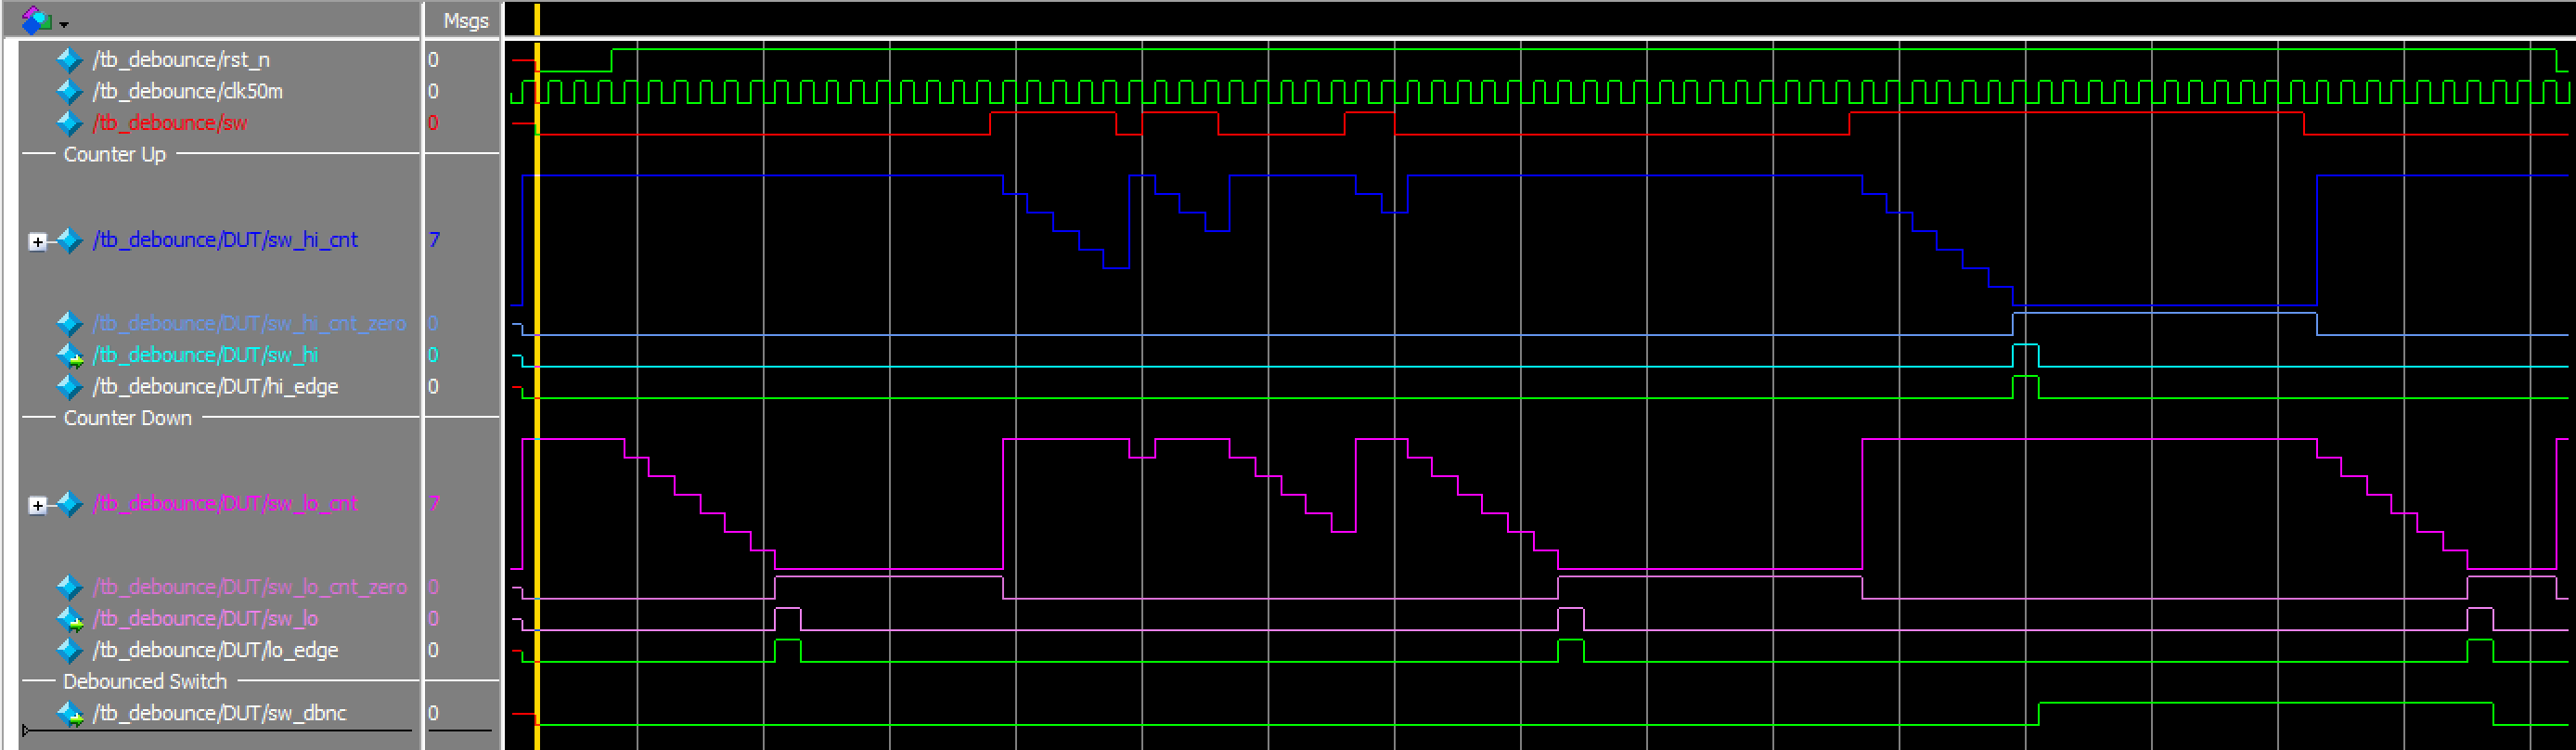 Msgs
/tb_debounce/rst_n 0
/tb_debounce/clk50m 0
/tb_debounce/sw 0
Counter Up
/tb_debounce/DUT/sw_hi_cnt 7
/tb_debounce/DUT/sw_hi_cnt_zero 0
/tb_debounce/DUT/sw_hi 0
/tb_debounce/DUT/hi_edge 0
Counter Down
/tb_debounce/DUT/sw_lo_cnt 7
/tb_debounce/DUT/sw_lo_cnt_zero 0
/tb_debounce/DUT/sw_lo 0
/tb_debounce/DUT/lo_edge 0
Debounced Switch
/tb_debounce/DUT/sw_dbnc 0